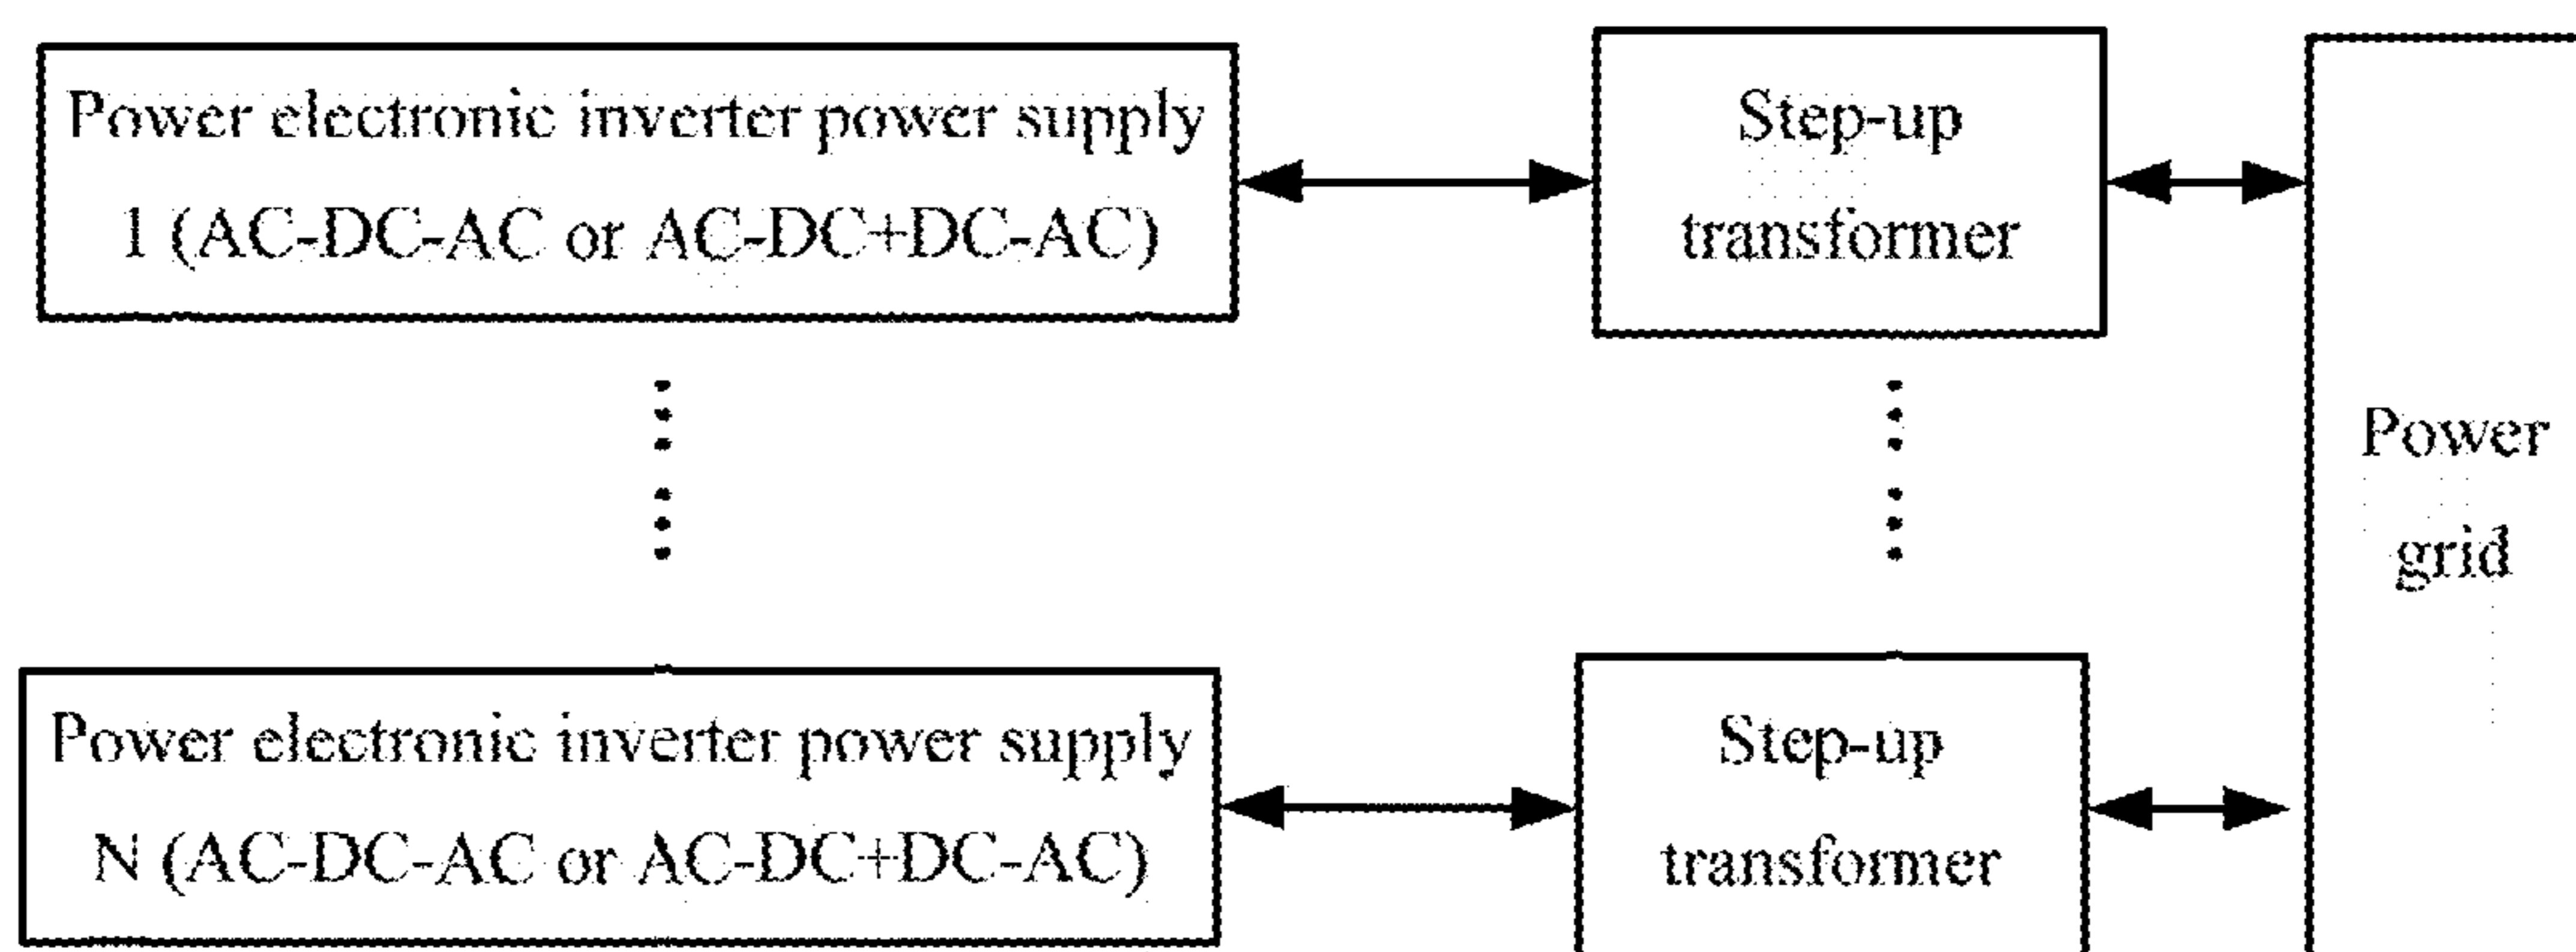 Power electronic inverter power supply
1 (AC-DC-AC or AC-DC+DC-AC)
Step-up
transformer
Power
grid
Power electronic inverter power supply
N (AC-DC-AC or AC-DC+DC-AC)
Step-up
transformer